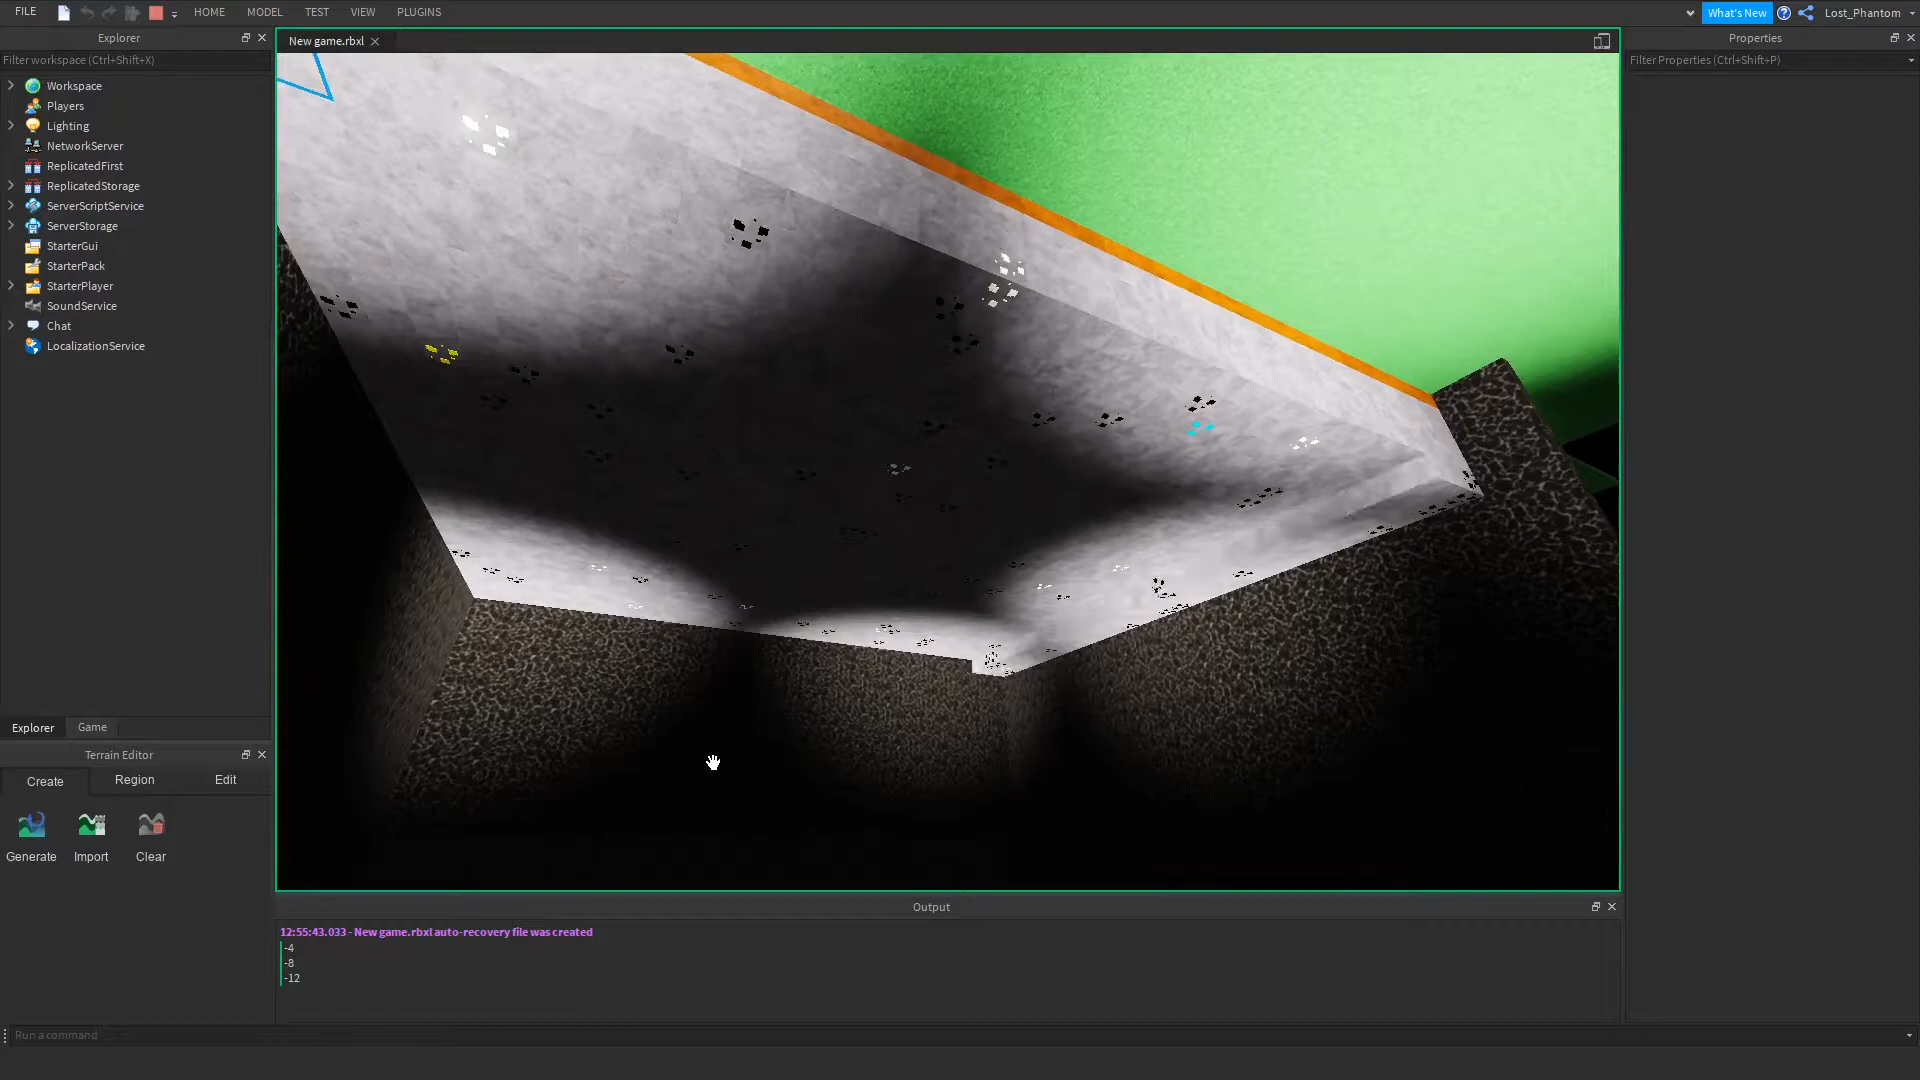 FILE
HOME
MODEL
TEST
VIEW
PLUGINS
What's New
Lost_Phantom
Explorer
New game.rbxl
Properties
Filter workspace (Ctrl+Shift+X)
Filter Properties (Ctrl+Shift+P)
Workspace
Players
Lighting
NetworkServer
ReplicatedFirst
ReplicatedStorage
ServerScriptService
ServerStorage
StarterGui
StarterPack
StarterPlayer
SoundService
Chat
LocalizationService
Explorer
Game
Terrain Editor
Create
Region
Edit
Generate
Import
Clear
Output
12:55:43.033 - New game.rbxl auto-recovery file was created
-4
-8
-12
Run a command